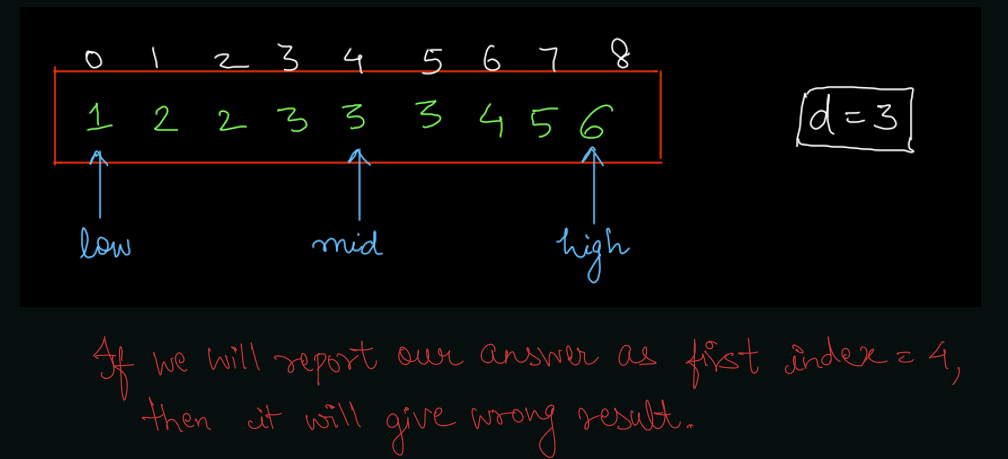 0 1 2 3 4 5 6 7 8
1 2 2 3 3 3 4 5 6
d = 3
low mid high
If we will report our answer as first index = 4,
then it will give wrong result.